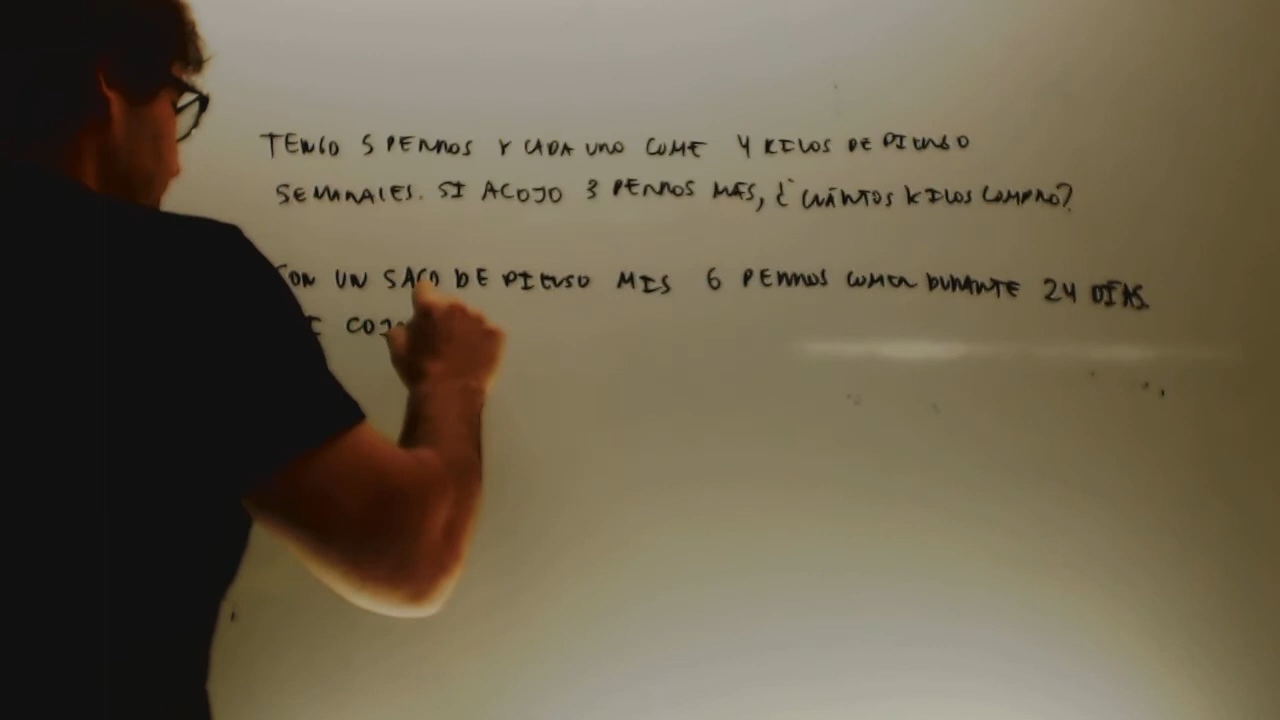 TENGO 5 PERROS Y CADA UNO COME 4 KILOS DE PIENSO
SEMANALES. SI ACOJO 3 PERROS MÁS, ¿CUÁNTOS KILOS COMPRO?
CON UN SACO DE PIENSO MIS 6 PERROS COMEN DURANTE 24 DÍAS.